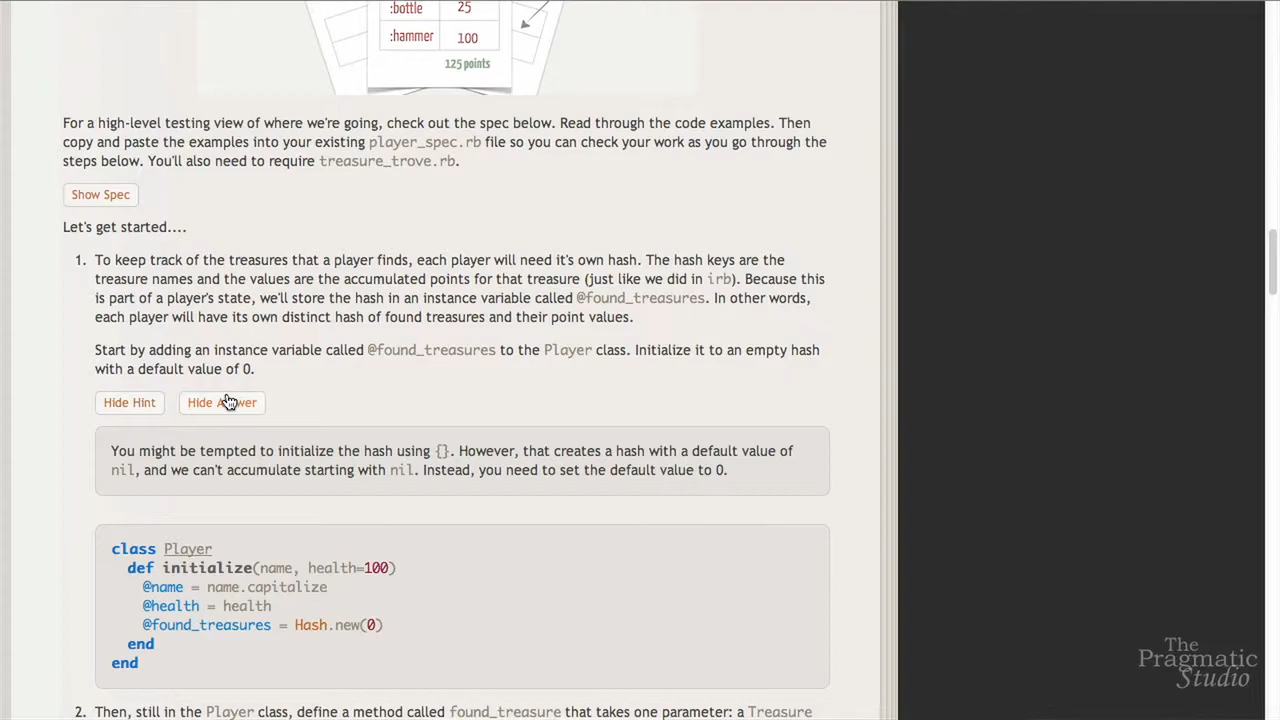 :bottle 25
:hammer 100
125 points
For a high-level testing view of where we're going, check out the spec below. Read through the code examples. Then
copy and paste the examples into your existing player_spec.rb file so you can check your work as you go through the
steps below. You'll also need to require treasure_trove.rb.
Show Spec
Let's get started....
1. To keep track of the treasures that a player finds, each player will need it's own hash. The hash keys are the
treasure names and the values are the accumulated points for that treasure (just like we did in irb). Because this
is part of a player's state, we'll store the hash in an instance variable called @found_treasures. In other words,
each player will have its own distinct hash of found treasures and their point values.
Start by adding an instance variable called @found_treasures to the Player class. Initialize it to an empty hash
with a default value of 0.
Hide Hint Hide Answer
You might be tempted to initialize the hash using {}. However, that creates a hash with a default value of
nil, and we can't accumulate starting with nil. Instead, you need to set the default value to 0.
class Player
def initialize(name, health=100)
@name = name.capitalize
@health = health
@found_treasures = Hash.new(0)
end
end
2. Then, still in the Player class, define a method called found_treasure that takes one parameter: a Treasure
The
Pragmatic
Studio